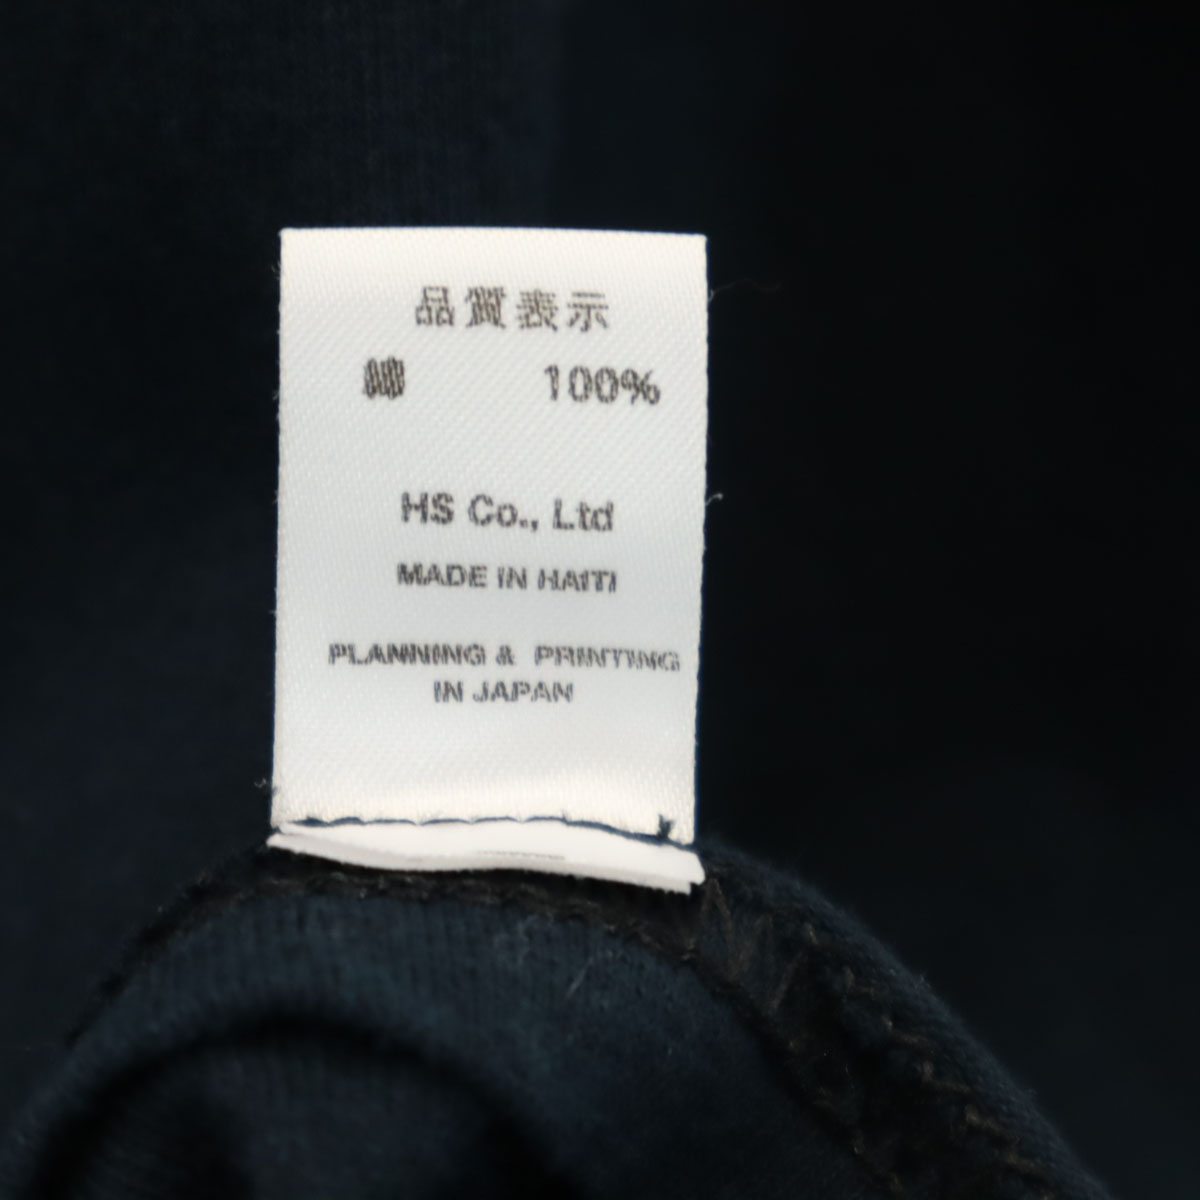 品質表示
綿 100%
HS Co., Ltd
MADE IN HAITI
PLANNING & PRINTING
IN JAPAN